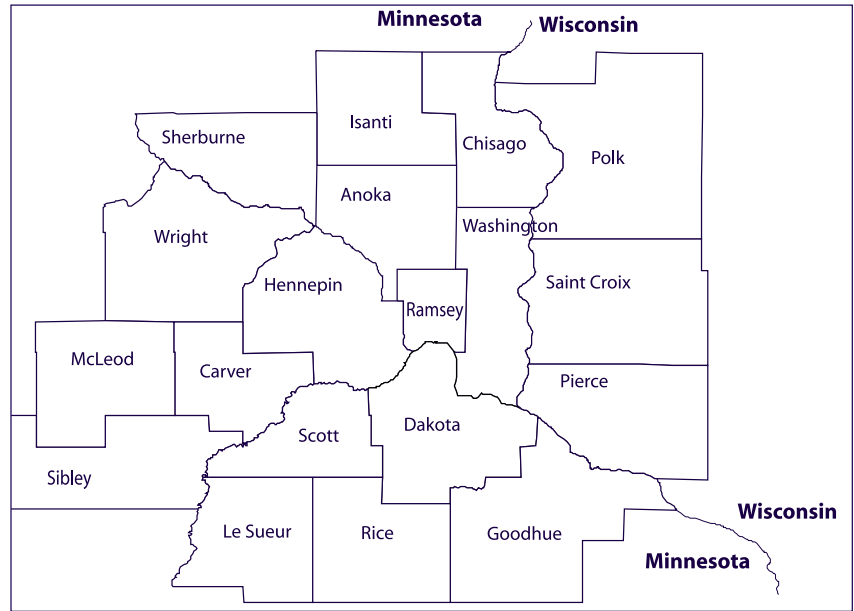 Minnesota
Wisconsin
Isanti
Sherburne
Chisago
Polk
Anoka
Washington
Wright
Hennepin
Saint Croix
Ramsey
McLeod
Carver
Pierce
Dakota
Scott
Sibley
Le Sueur
Rice
Goodhue
Wisconsin
Minnesota